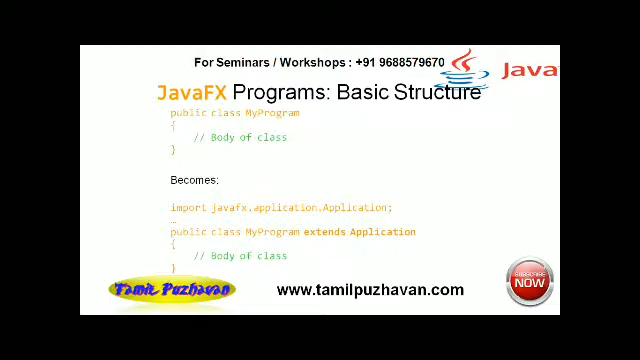 For Seminars / Workshops : +91 9688579670
Java
JavaFX Programs: Basic Structure
public class MyProgram
{
// Body of class
}
Becomes:
import javafx.application.Application;
…
public class MyProgram extends Application
{
// Body of class
}
Tamil Puzhavan
www.tamilpuzhavan.com
SUBSCRIBE
NOW